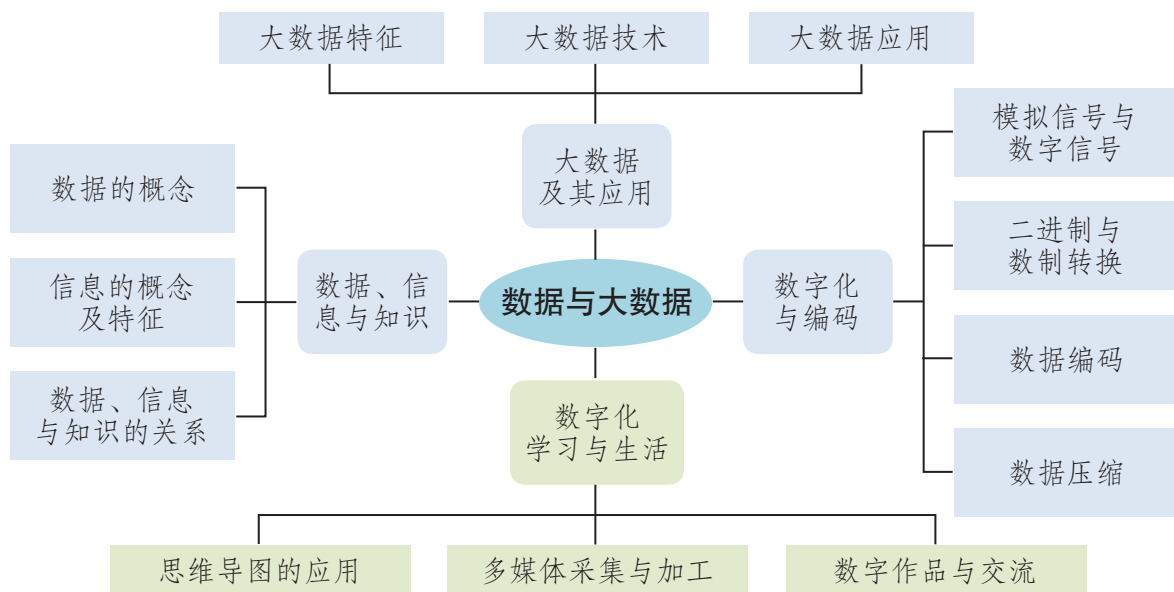 大数据特征
大数据技术
大数据应用
大数据
及其应用
数据的概念
信息的概念
及特征
数据、信息
与知识的关系
数据、信
息与知识
数据与大数据
数字化
与编码
模拟信号与
数字信号
二进制与
数制转换
数据编码
数据压缩
数字化
学习与生活
思维导图的应用
多媒体采集与加工
数字作品与交流